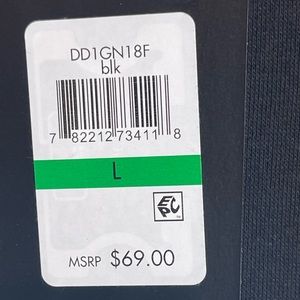 DD1GN18F
blk
7 82212 73411 8
L
EPC
MSRP $69.00